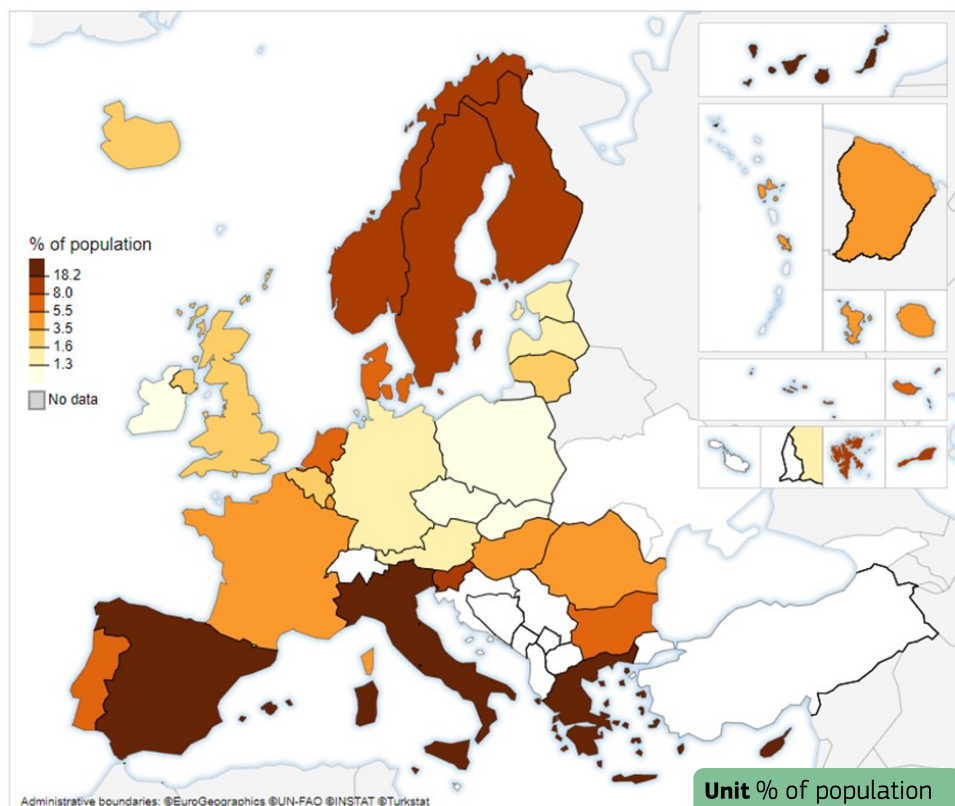 % of population
18.2
8.0
5.5
3.5
1.6
1.3
No data
Administrative boundaries: ©EuroGeographics ©UN-FAO ©INSTAT ©Turkstat
Unit % of population